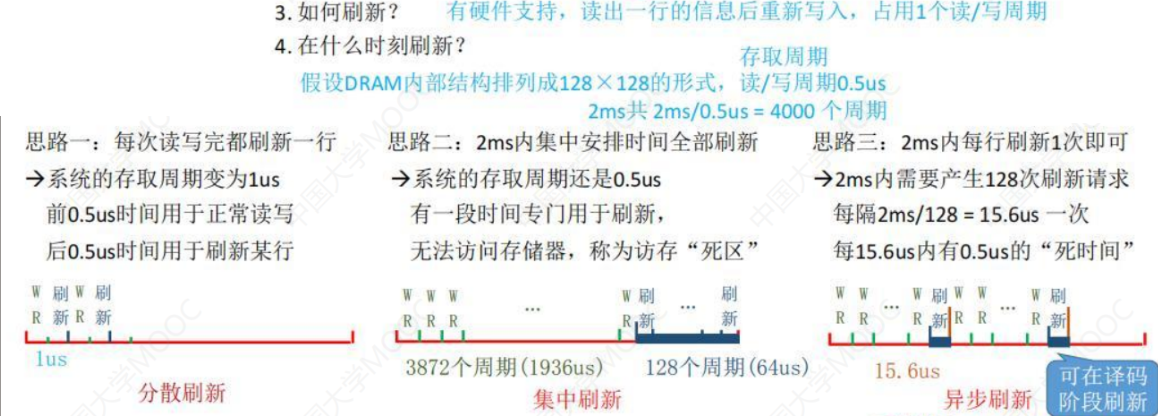 3. 如何刷新？ 有硬件支持，读出一行的信息后重新写入，占用1个读/写周期
4. 在什么时刻刷新？
存取周期
假设DRAM内部结构排列成128×128的形式，读/写周期0.5us
2ms共 2ms/0.5us = 4000 个周期
思路一：每次读写完都刷新一行
→系统的存取周期变为1us
前0.5us时间用于正常读写
后0.5us时间用于刷新某行
W R 刷新 W R 刷新
1us
分散刷新
思路二：2ms内集中安排时间全部刷新
→系统的存取周期还是0.5us
有一段时间专门用于刷新，
无法访问存储器，称为访存“死区”
W R W R W R ... W R 刷新 ... 刷新
3872个周期(1936us) 128个周期(64us)
集中刷新
思路三：2ms内每行刷新1次即可
→2ms内需要产生128次刷新请求
每隔2ms/128 = 15.6us 一次
每15.6us内有0.5us的“死时间”
W R W R ... W R 刷新 W R W R ... W R 刷新
15.6us
异步刷新
可在译码
阶段刷新
中国大学MOOC